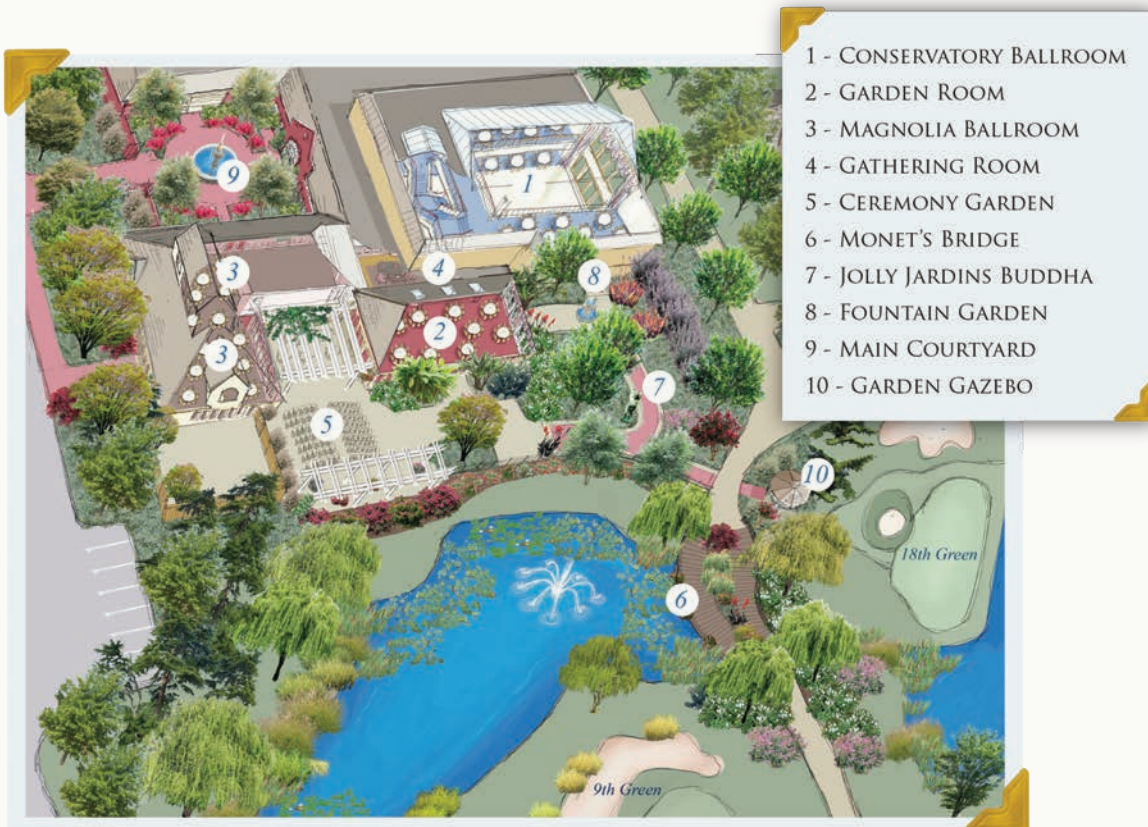 1 - Conservatory Ballroom
2 - Garden Room
3 - Magnolia Ballroom
4 - Gathering Room
5 - Ceremony Garden
6 - Monet's Bridge
7 - Jolly Jardins Buddha
8 - Fountain Garden
9 - Main Courtyard
10 - Garden Gazebo
9
1
3
4
8
2
3
7
5
10
18th Green
6
9th Green